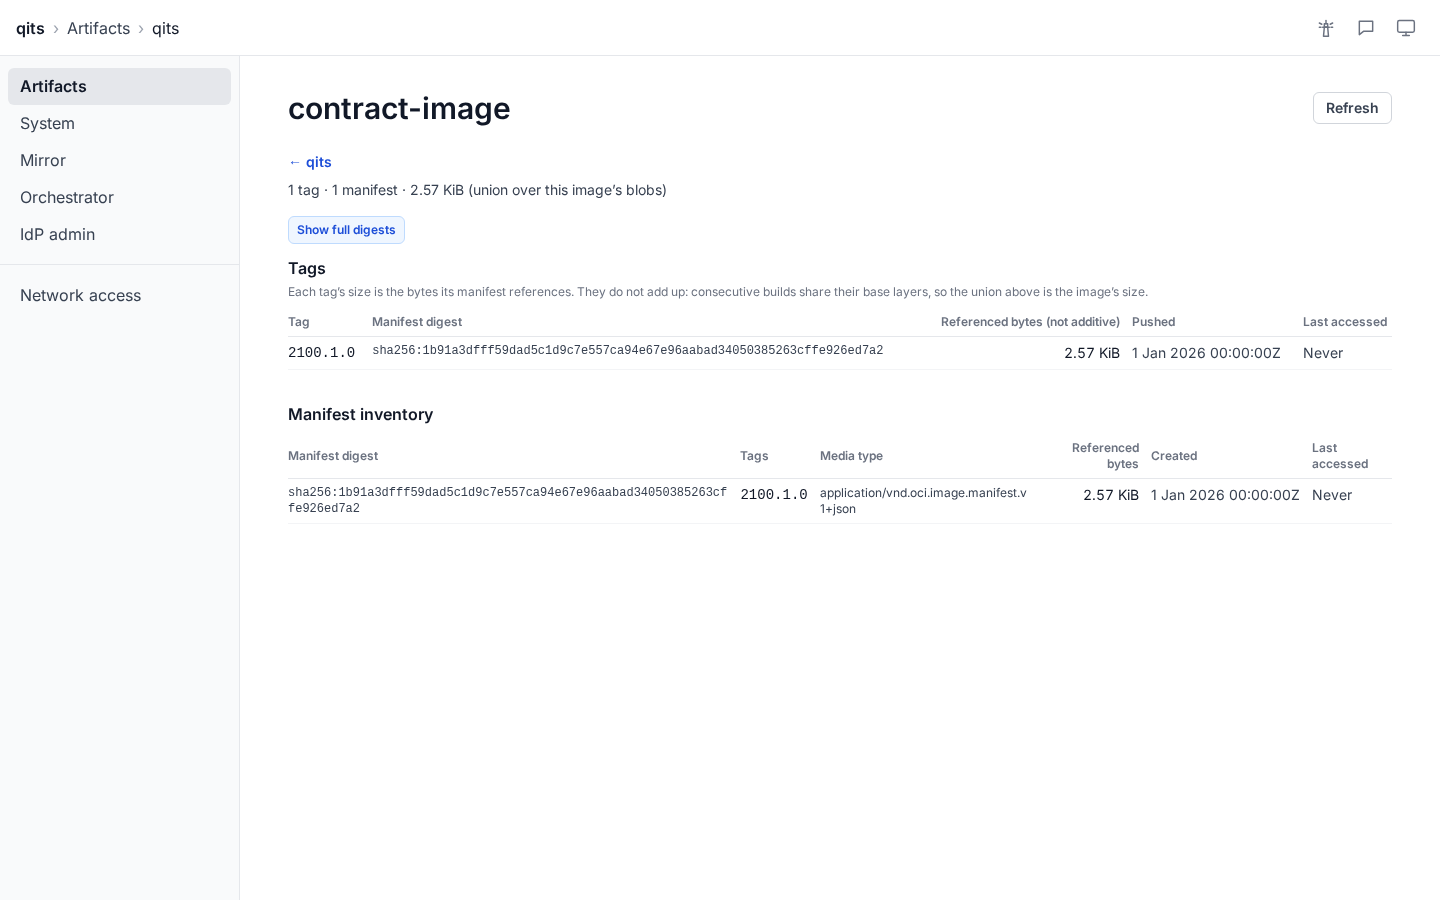 qits › Artifacts › qits
Artifacts
System
Mirror
Orchestrator
IdP admin
Network access
contract-image
Refresh
← qits
1 tag · 1 manifest · 2.57 KiB (union over this image’s blobs)
Show full digests
Tags
Each tag’s size is the bytes its manifest references. They do not add up: consecutive builds share their base layers, so the union above is the image’s size.
Tag Manifest digest Referenced bytes (not additive) Pushed Last accessed
2100.1.0 sha256:1b91a3dfff59dad5c1d9c7e557ca94e67e96aabad34050385263cffe926ed7a2 2.57 KiB 1 Jan 2026 00:00:00Z Never
Manifest inventory
Manifest digest Tags Media type Referenced bytes Created Last accessed
sha256:1b91a3dfff59dad5c1d9c7e557ca94e67e96aabad34050385263cf 2100.1.0 application/vnd.oci.image.manifest.v 2.57 KiB 1 Jan 2026 00:00:00Z Never
fe926ed7a2 1+json